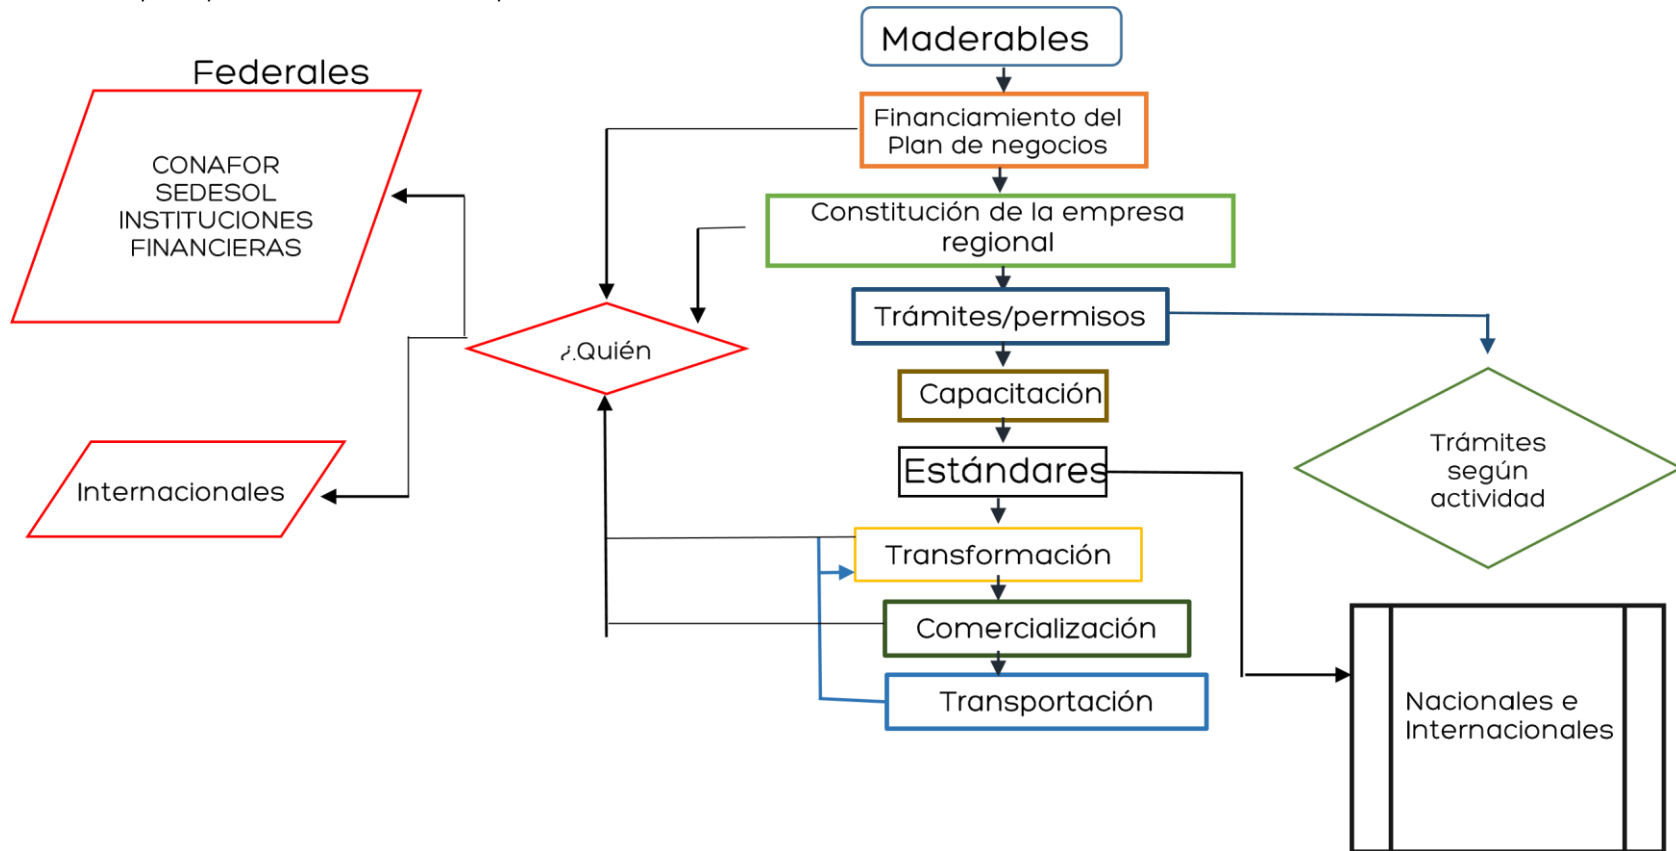 Maderables
Federales
Financiamiento del
Plan de negocios
CONAFOR
SEDESOL
INSTITUCIONES
FINANCIERAS
Constitución de la empresa
regional
Trámites/permisos
¿.Quién
Capacitación
Trámites
según
actividad
Estándares
Internacionales
Transformación
Comercialización
Transportación
Nacionales e
Internacionales